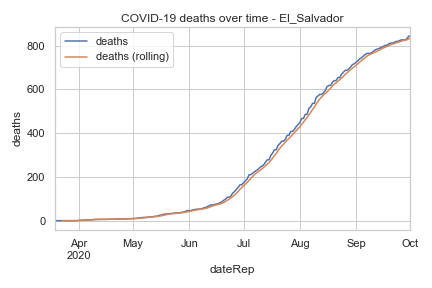 COVID-19 deaths over time - El_Salvador
deaths
deaths (rolling)
deaths
800
600
400
200
0
Apr
2020
May
Jun
Jul
Aug
Sep
Oct
dateRep